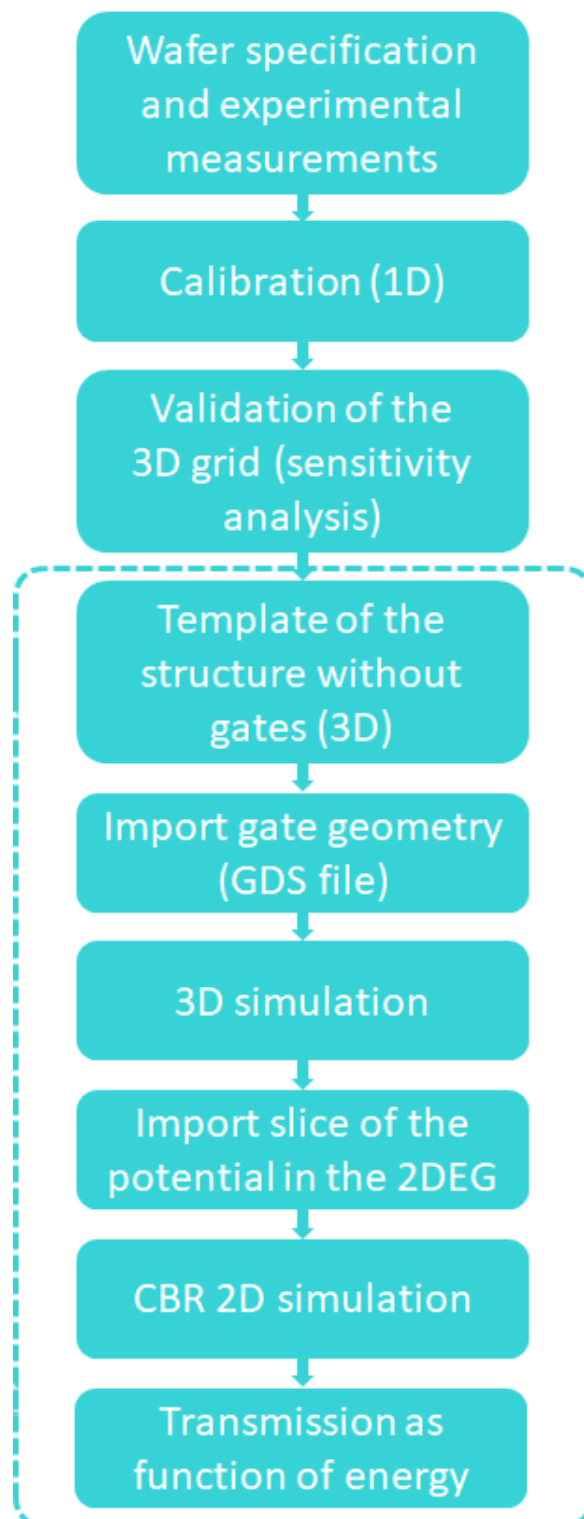 Wafer specification
and experimental
measurements
Calibration (1D)
Validation of the
3D grid (sensitivity
analysis)
Template of the
structure without
gates (3D)
Import gate geometry
(GDS file)
3D simulation
Import slice of the
potential in the 2DEG
CBR 2D simulation
Transmission as
function of energy